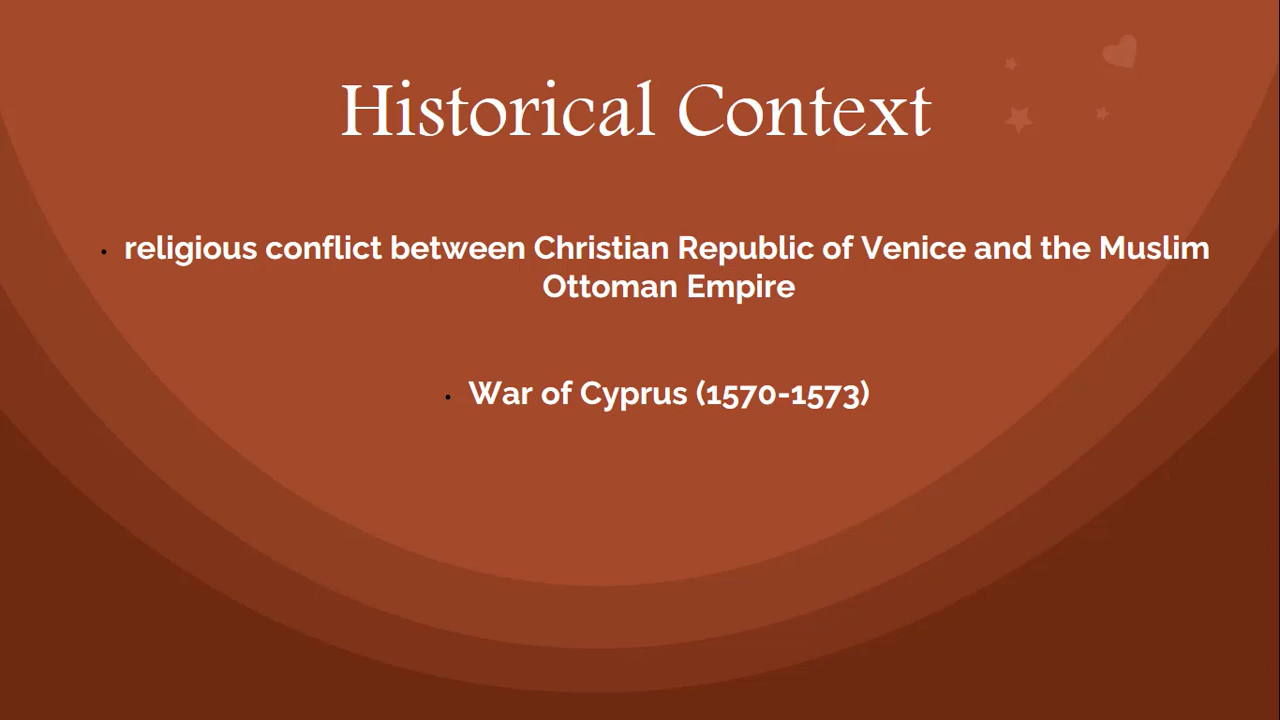 Historical Context
• religious conflict between Christian Republic of Venice and the Muslim
Ottoman Empire
• War of Cyprus (1570-1573)